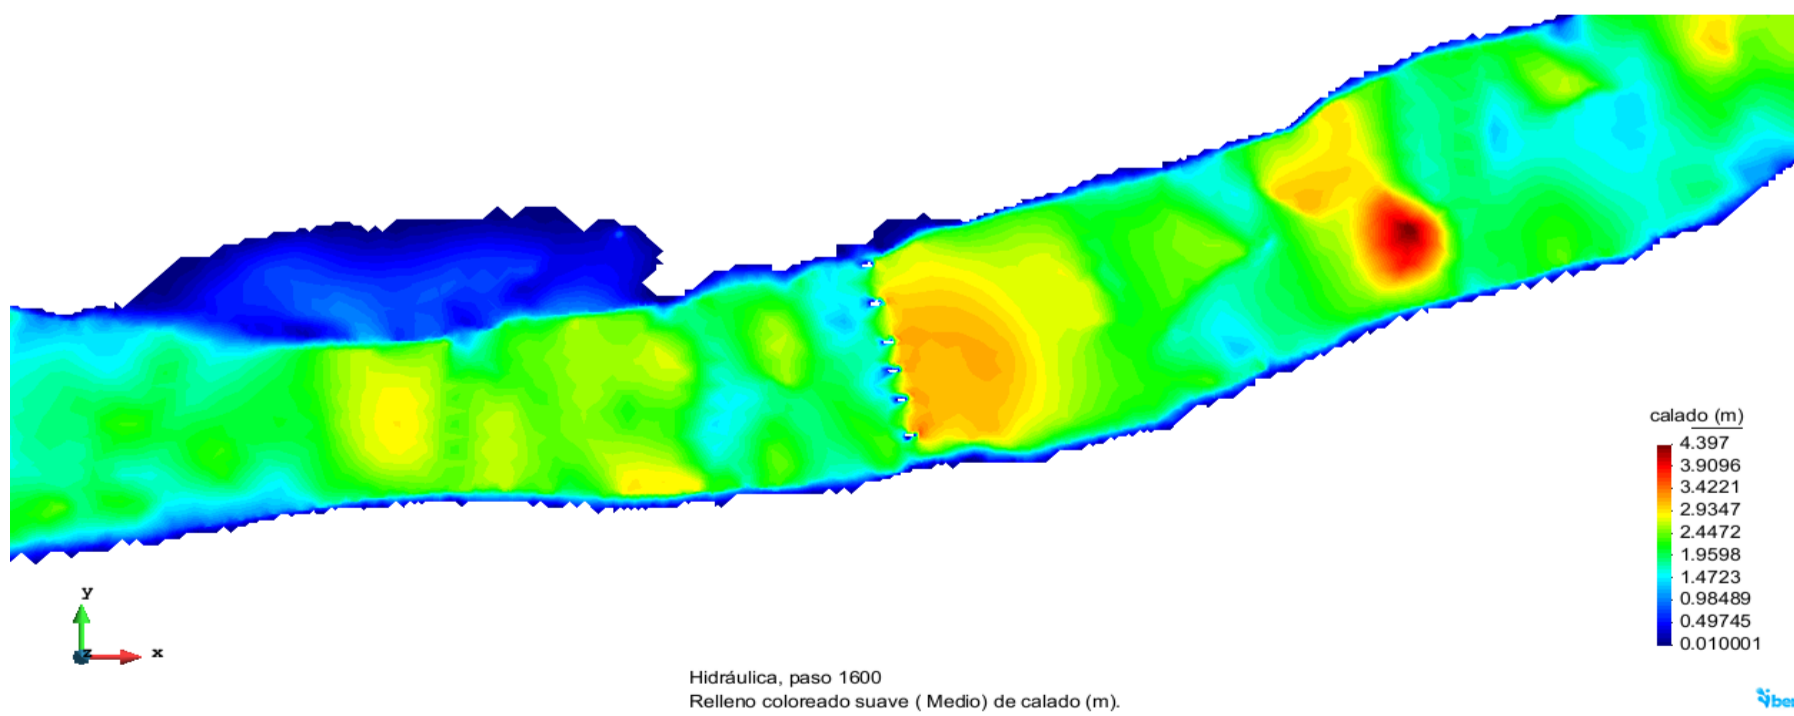 calado (m)
4.397
3.9096
3.4221
2.9347
2.4472
1.9598
1.4723
0.98489
0.49745
0.010001
y
z
x
Hidráulica, paso 1600
Relleno coloreado suave ( Medio) de calado (m).
iber